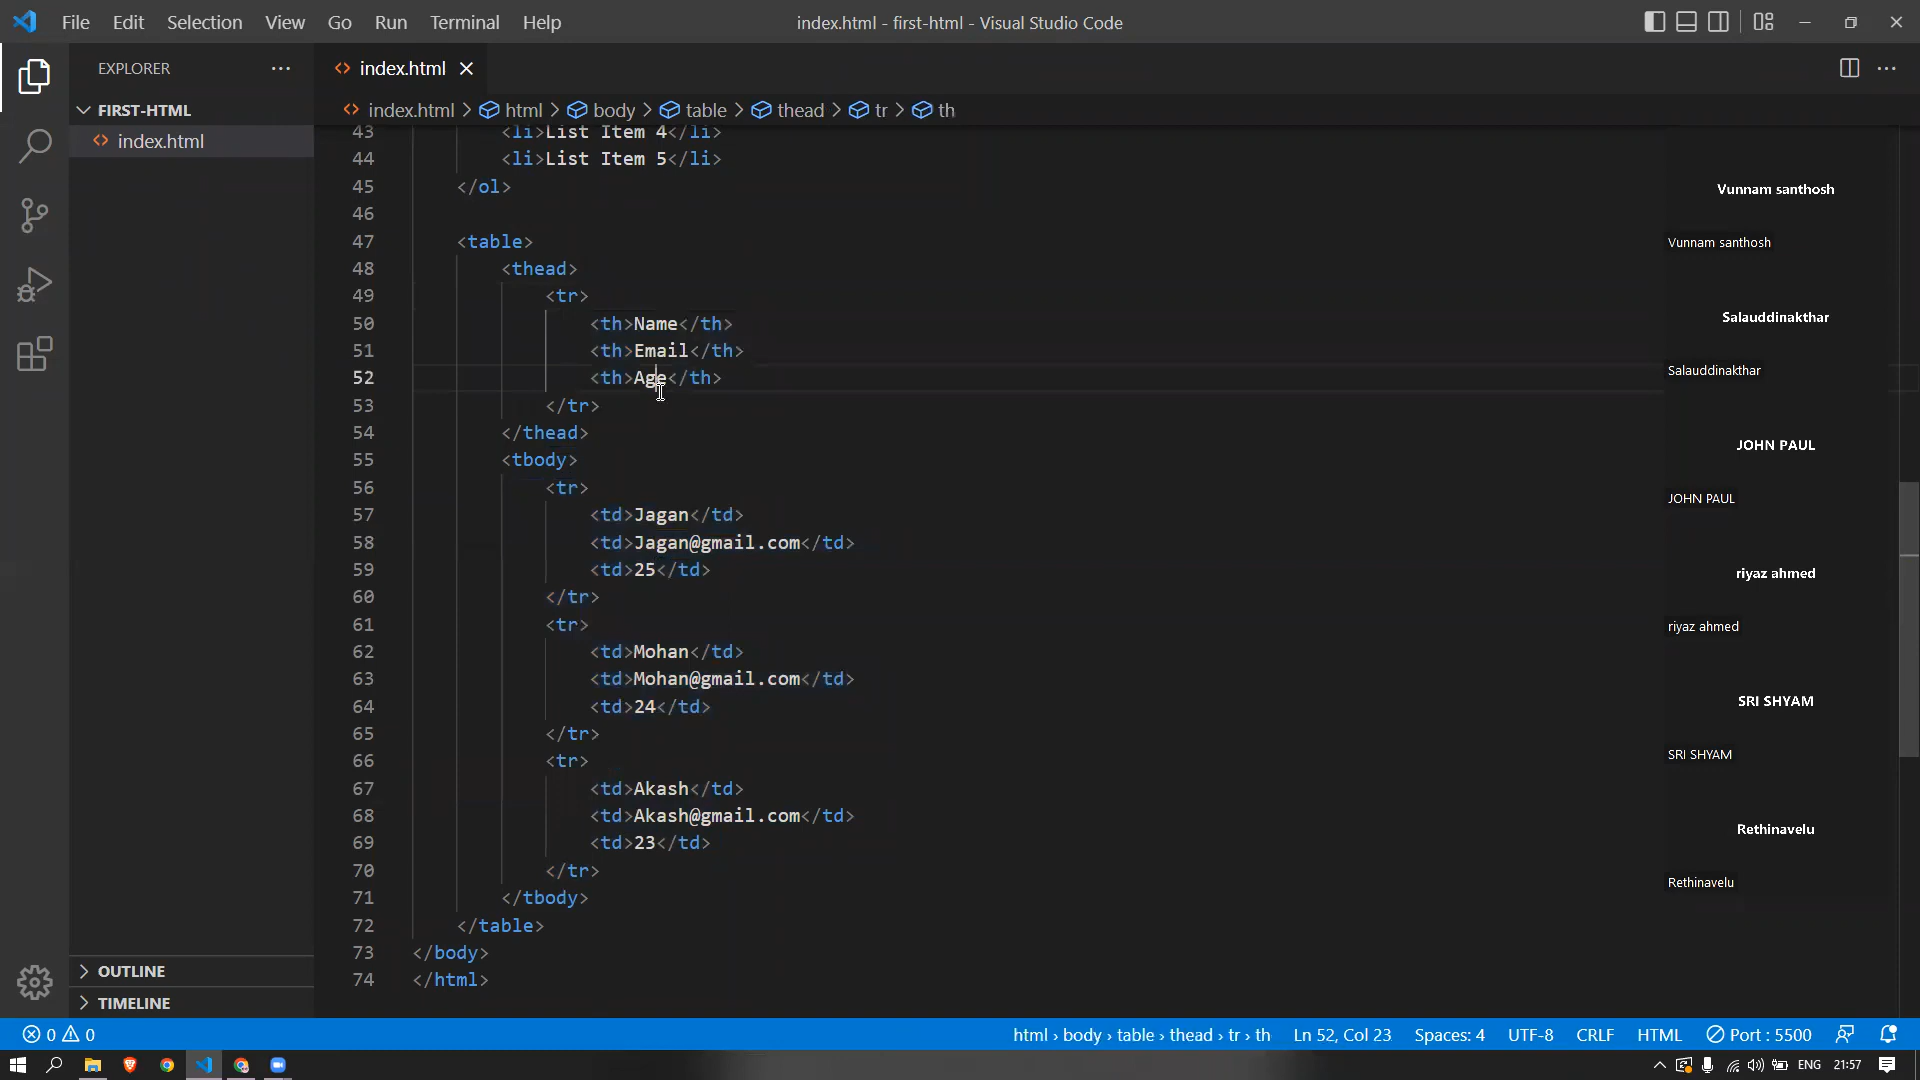 File Edit Selection View Go Run Terminal Help
index.html - first-html - Visual Studio Code
EXPLORER
index.html
FIRST-HTML
index.html
index.html > html > body > table > thead > tr > th
43 <li>List Item 4</li>
44 <li>List Item 5</li>
45 </ol>
46
47 <table>
48 <thead>
49 <tr>
50 <th>Name</th>
51 <th>Email</th>
52 <th>Age</th>
53 </tr>
54 </thead>
55 <tbody>
56 <tr>
57 <td>Jagan</td>
58 <td>Jagan@gmail.com</td>
59 <td>25</td>
60 </tr>
61 <tr>
62 <td>Mohan</td>
63 <td>Mohan@gmail.com</td>
64 <td>24</td>
65 </tr>
66 <tr>
67 <td>Akash</td>
68 <td>Akash@gmail.com</td>
69 <td>23</td>
70 </tr>
71 </tbody>
72 </table>
73 </body>
74 </html>
Vunnam santhosh
Vunnam santhosh
Salauddinakthar
Salauddinakthar
JOHN PAUL
JOHN PAUL
riyaz ahmed
riyaz ahmed
SRI SHYAM
SRI SHYAM
Rethinavelu
Rethinavelu
OUTLINE
TIMELINE
0 0
html › body › table › thead › tr › th Ln 52, Col 23 Spaces: 4 UTF-8 CRLF HTML Port : 5500
ENG 21:57